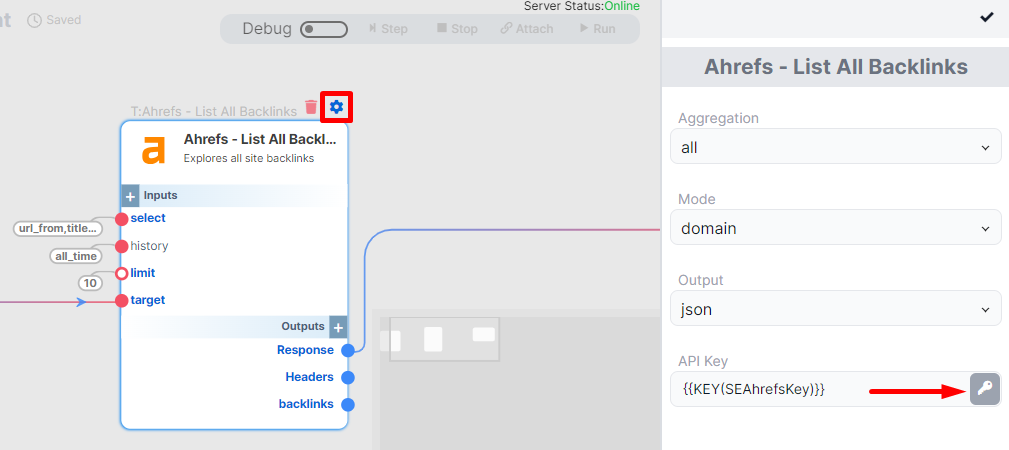 Server Status:Online
Saved
Debug
Step
Stop
Attach
Run
T:Ahrefs - List All Backlinks
a
Ahrefs - List All Backl...
Explores all site backlinks
+ Inputs
url_from,title...
select
all_time
history
10
limit
target
Outputs +
Response
Headers
backlinks
Ahrefs - List All Backlinks
Aggregation
all
Mode
domain
Output
json
API Key
{{KEY(SEAhrefsKey)}}